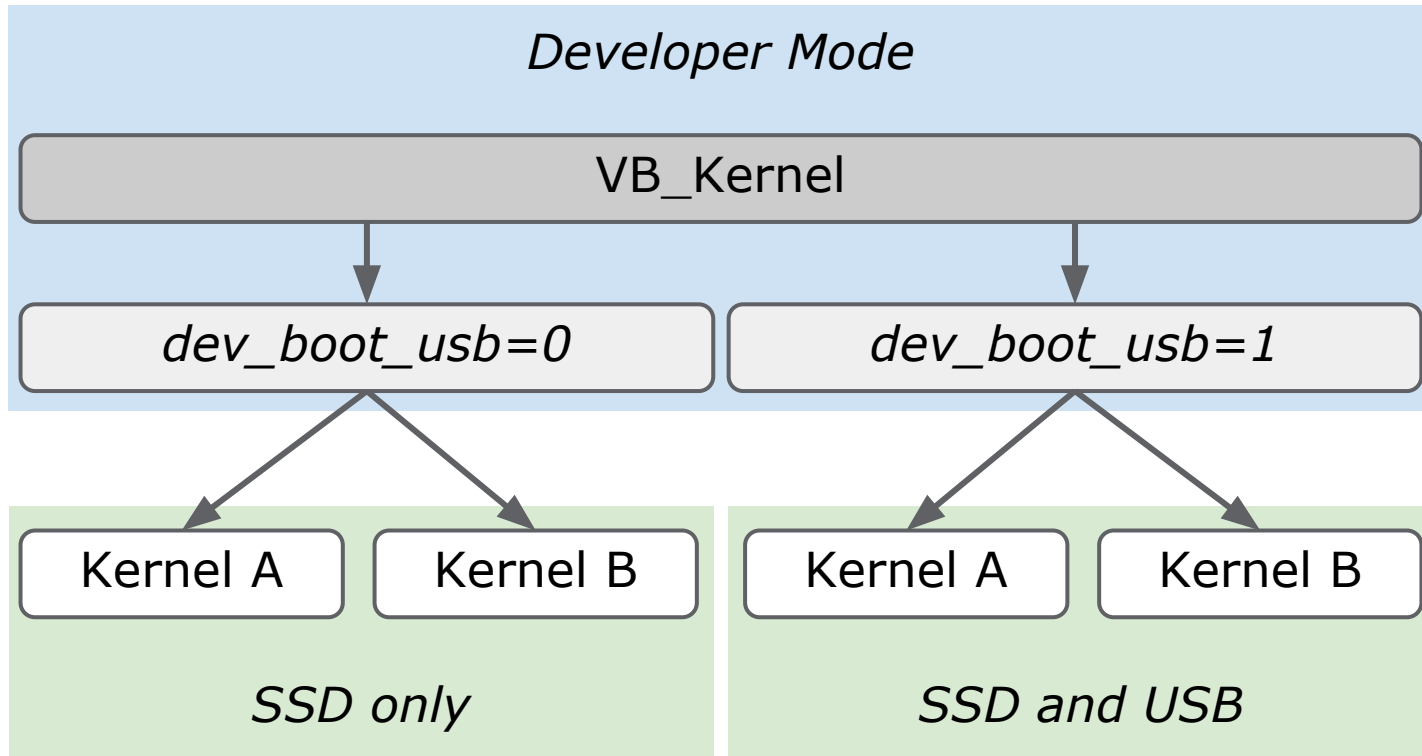 Developer Mode
VB_Kernel
dev_boot_usb=0
dev_boot_usb=1
Kernel A
Kernel B
Kernel A
Kernel B
SSD only
SSD and USB